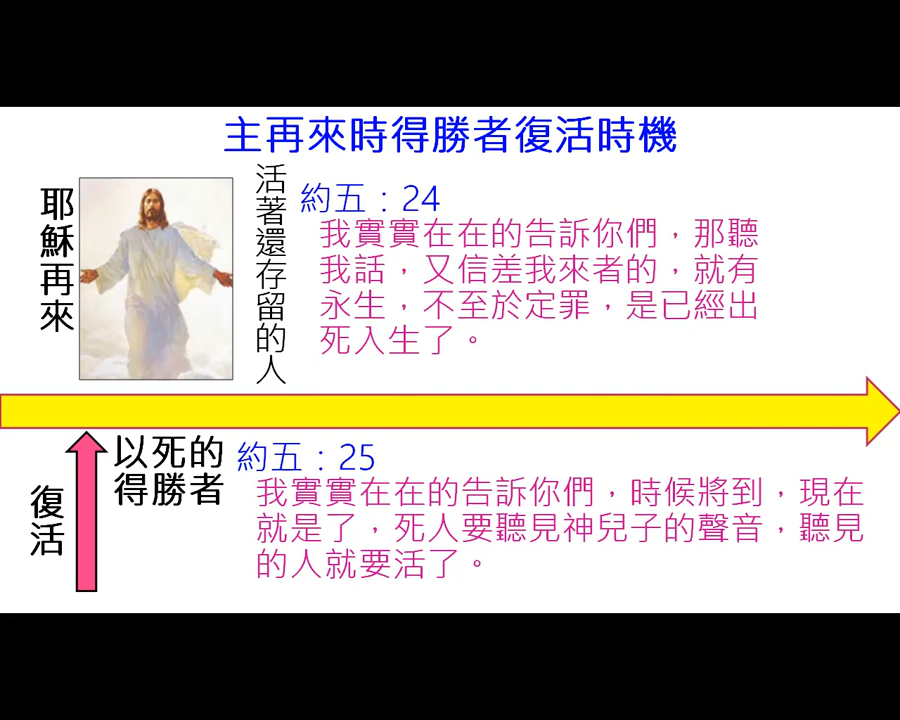 主再來時得勝者復活時機
耶穌再來
活著還存留的人
約五：24
我實實在在的告訴你們，那聽
我話，又信差我來者的，就有
永生，不至於定罪，是已經出
死入生了。
復活
以死的
得勝者
約五：25
我實實在在的告訴你們，時候將到，現在
就是了，死人要聽見神兒子的聲音，聽見
的人就要活了。